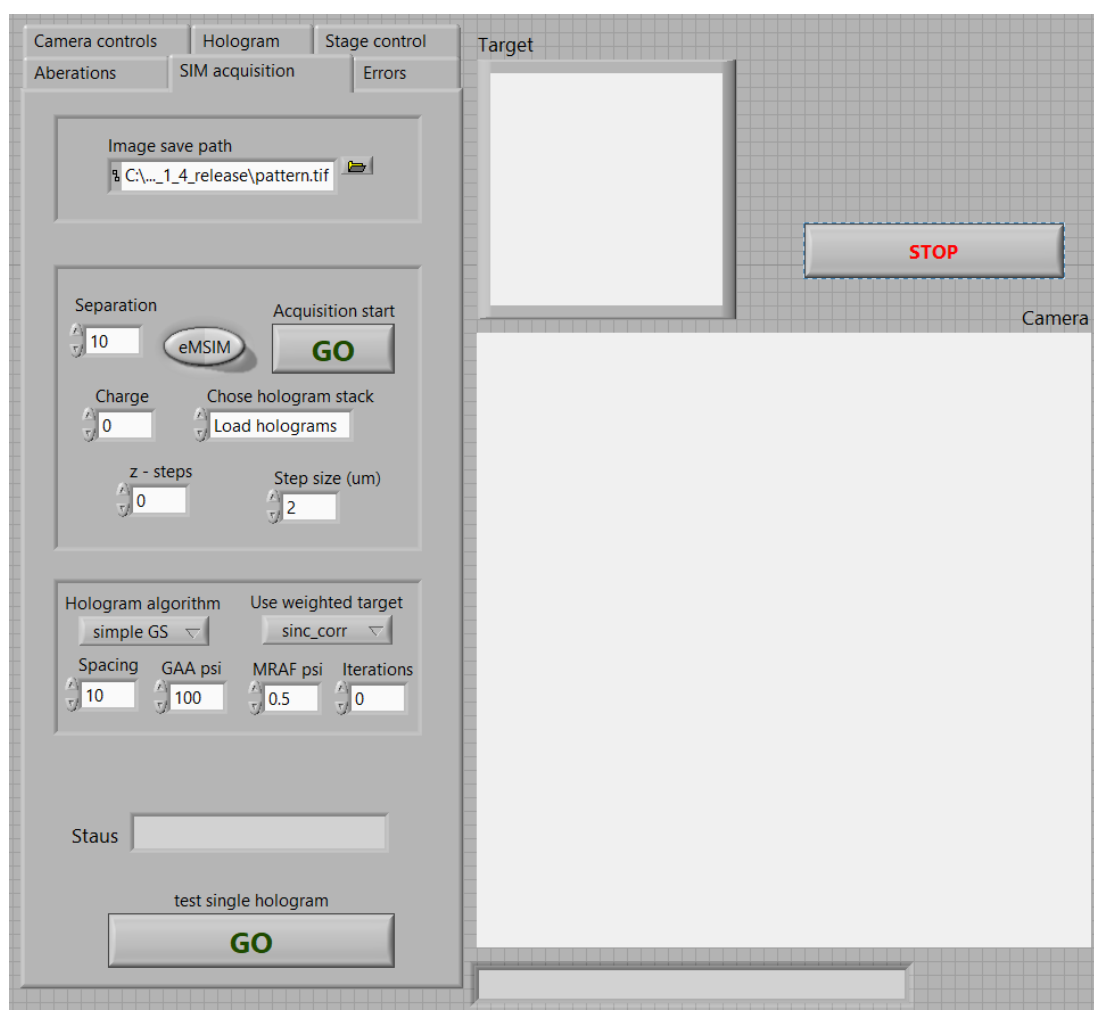 Camera controls
Hologram
Stage control
Aberations
SIM acquisition
Errors
Image save path
C:\..._1_4_release\pattern.tif
Separation
10
eMSIM
Acquisition start
GO
Charge
0
Chose hologram stack
Load holograms
z - steps
0
Step size (um)
2
Hologram algorithm
simple GS
Use weighted target
sinc_corr
Spacing
10
GAA psi
100
MRAF psi
0.5
Iterations
0
Staus
test single hologram
GO
Target
STOP
Camera